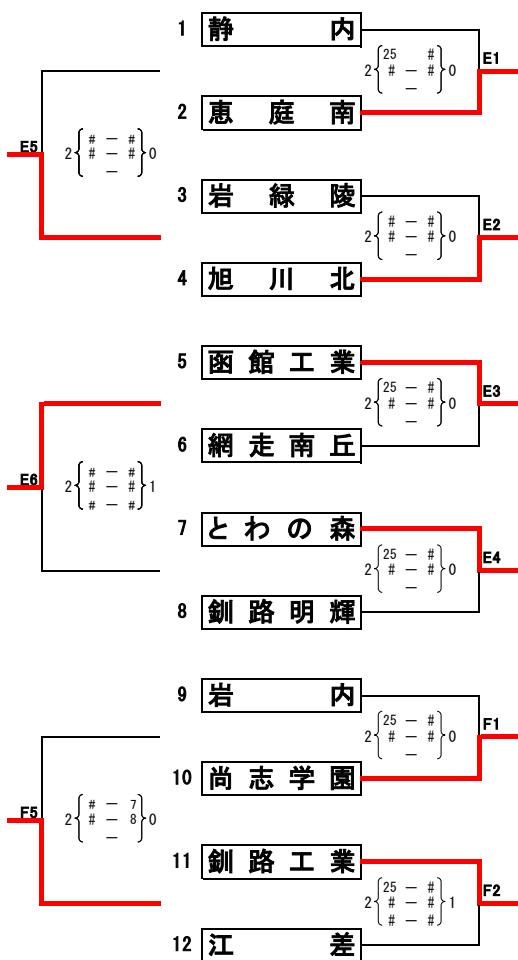 1 静内
25 #
2 # — # 0
—
E1
2 恵庭南
E5
# — #
2 # — # 0
—
3 岩緑陵
# — #
2 # — # 0
—
E2
4 旭川北
5 函館工業
25 — #
2 # — # 0
—
E3
6 網走南丘
E6
# — #
2 # — # 1
# — #
7 とわの森
25 — #
2 # — # 0
—
E4
8 釧路明輝
9 岩内
25 — #
2 # — # 0
—
F1
10 尚志学園
F5
# — 7
2 # — 8 0
—
11 釧路工業
25 — #
2 # — # 1
# — #
F2
12 江差